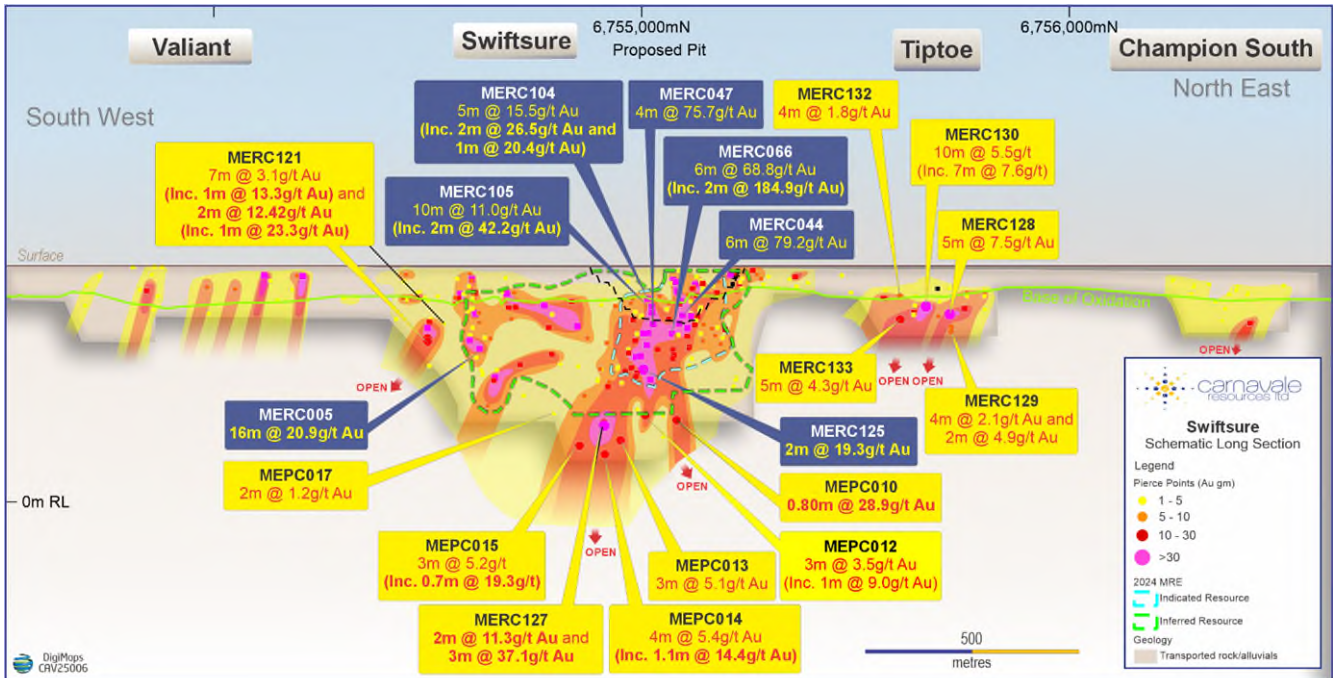 6,755,000mN
6,756,000mN
Valiant
Swiftsure
Proposed Pit
Tiptoe
Champion South
South West
North East
MERC104
5m @ 15.5g/t Au
(Inc. 2m @ 26.5g/t Au and
1m @ 20.4g/t Au)
MERC047
4m @ 75.7g/t Au
MERC132
4m @ 1.8g/t Au
MERC130
10m @ 5.5g/t
(Inc. 7m @ 7.6g/t)
MERC121
7m @ 3.1g/t Au
(Inc. 1m @ 13.3g/t Au) and
2m @ 12.42g/t Au
(Inc. 1m @ 23.3g/t Au)
MERC066
6m @ 68.8g/t Au
(Inc. 2m @ 184.9g/t Au)
MERC105
10m @ 11.0g/t Au
(Inc. 2m @ 42.2g/t Au)
MERC044
6m @ 79.2g/t Au
MERC128
5m @ 7.5g/t Au
Surface
Base of Oxidation
OPEN
OPEN
OPEN
OPEN
MERC133
5m @ 4.3g/t Au
MERC005
16m @ 20.9g/t Au
MERC129
4m @ 2.1g/t Au and
2m @ 4.9g/t Au
MERC125
2m @ 19.3g/t Au
MEPC017
2m @ 1.2g/t Au
MEPC010
0.80m @ 28.9g/t Au
OPEN
0m RL
OPEN
MEPC015
3m @ 5.2g/t
(Inc. 0.7m @ 19.3g/t)
MEPC013
3m @ 5.1g/t Au
MEPC012
3m @ 3.5g/t Au
(Inc. 1m @ 9.0g/t Au)
MERC127
2m @ 11.3g/t Au and
3m @ 37.1g/t Au
MEPC014
4m @ 5.4g/t Au
(Inc. 1.1m @ 14.4g/t Au)
500
metres
carnavale
resources ltd
Swiftsure
Schematic Long Section
Legend
Pierce Points (Au gm)
1 - 5
5 - 10
10 - 30
>30
2024 MRE
Indicated Resource
Inferred Resource
Geology
Transported rock/alluvials
DigiMaps
CAV25006